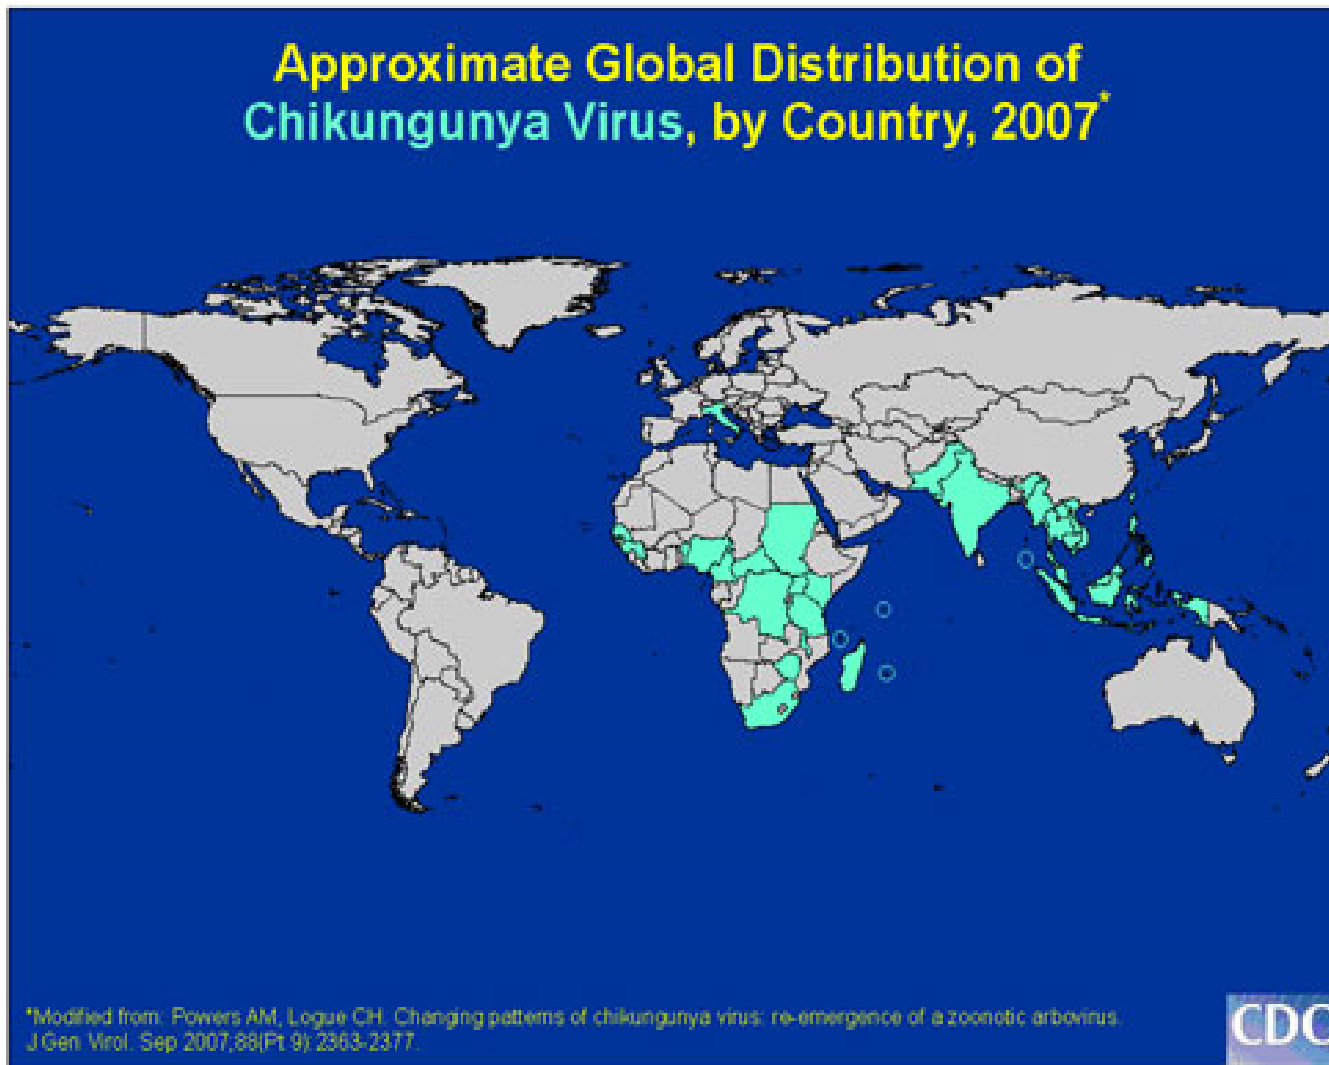 Approximate Global Distribution of
Chikungunya Virus, by Country, 2007*
*Modified from: Powers AM, Logue CH. Changing patterns of chikungunya virus: re-emergence of a zoonotic arbovirus.
J Gen Virol. Sep 2007;88(Pt 9):2363-2377.
CDC